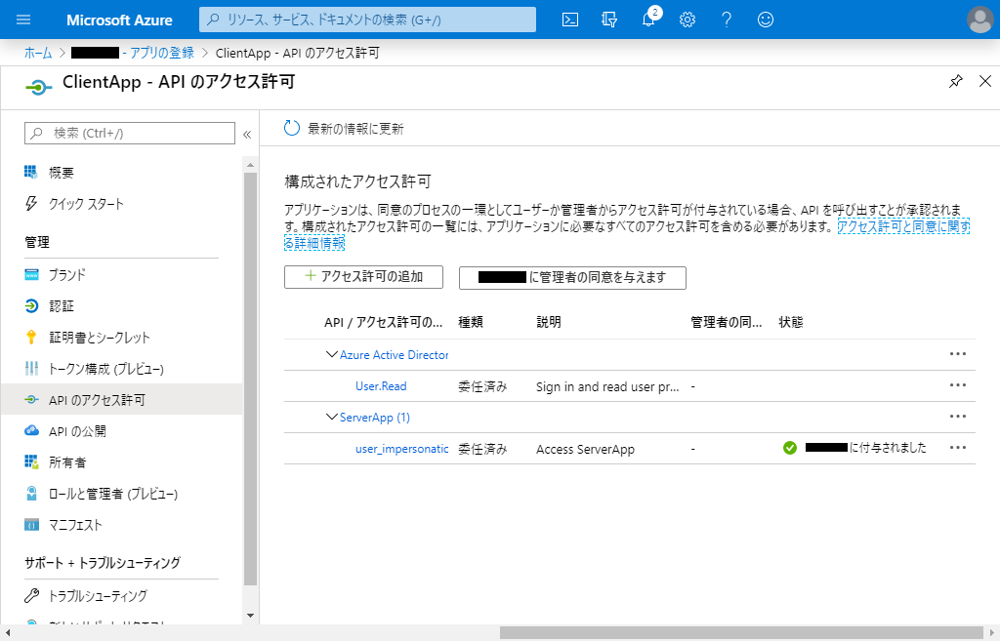 Microsoft Azure
リソース、サービス、ドキュメントの検索 (G+/)
2
ホーム > - アプリの登録 > ClientApp - API のアクセス許可
ClientApp - API のアクセス許可
検索 (Ctrl+/)
«
最新の情報に更新
概要
クイック スタート
管理
ブランド
認証
証明書とシークレット
トークン構成 (プレビュー)
API のアクセス許可
API の公開
所有者
ロールと管理者 (プレビュー)
マニフェスト
サポート + トラブルシューティング
トラブルシューティング
構成されたアクセス許可
アプリケーションは、同意のプロセスの一環としてユーザーか管理者からアクセス許可が付与されている場合、API を呼び出すことが承認されま
す。構成されたアクセス許可の一覧には、アプリケーションに必要なすべてのアクセス許可を含める必要があります。アクセス許可と同意に関す
る詳細情報
+ アクセス許可の追加
に管理者の同意を与えます
API / アクセス許可の... 種類 説明 管理者の同... 状態
Azure Active Director
User.Read 委任済み Sign in and read user pr... -
ServerApp (1)
user_impersonatic 委任済み Access ServerApp - に付与されました